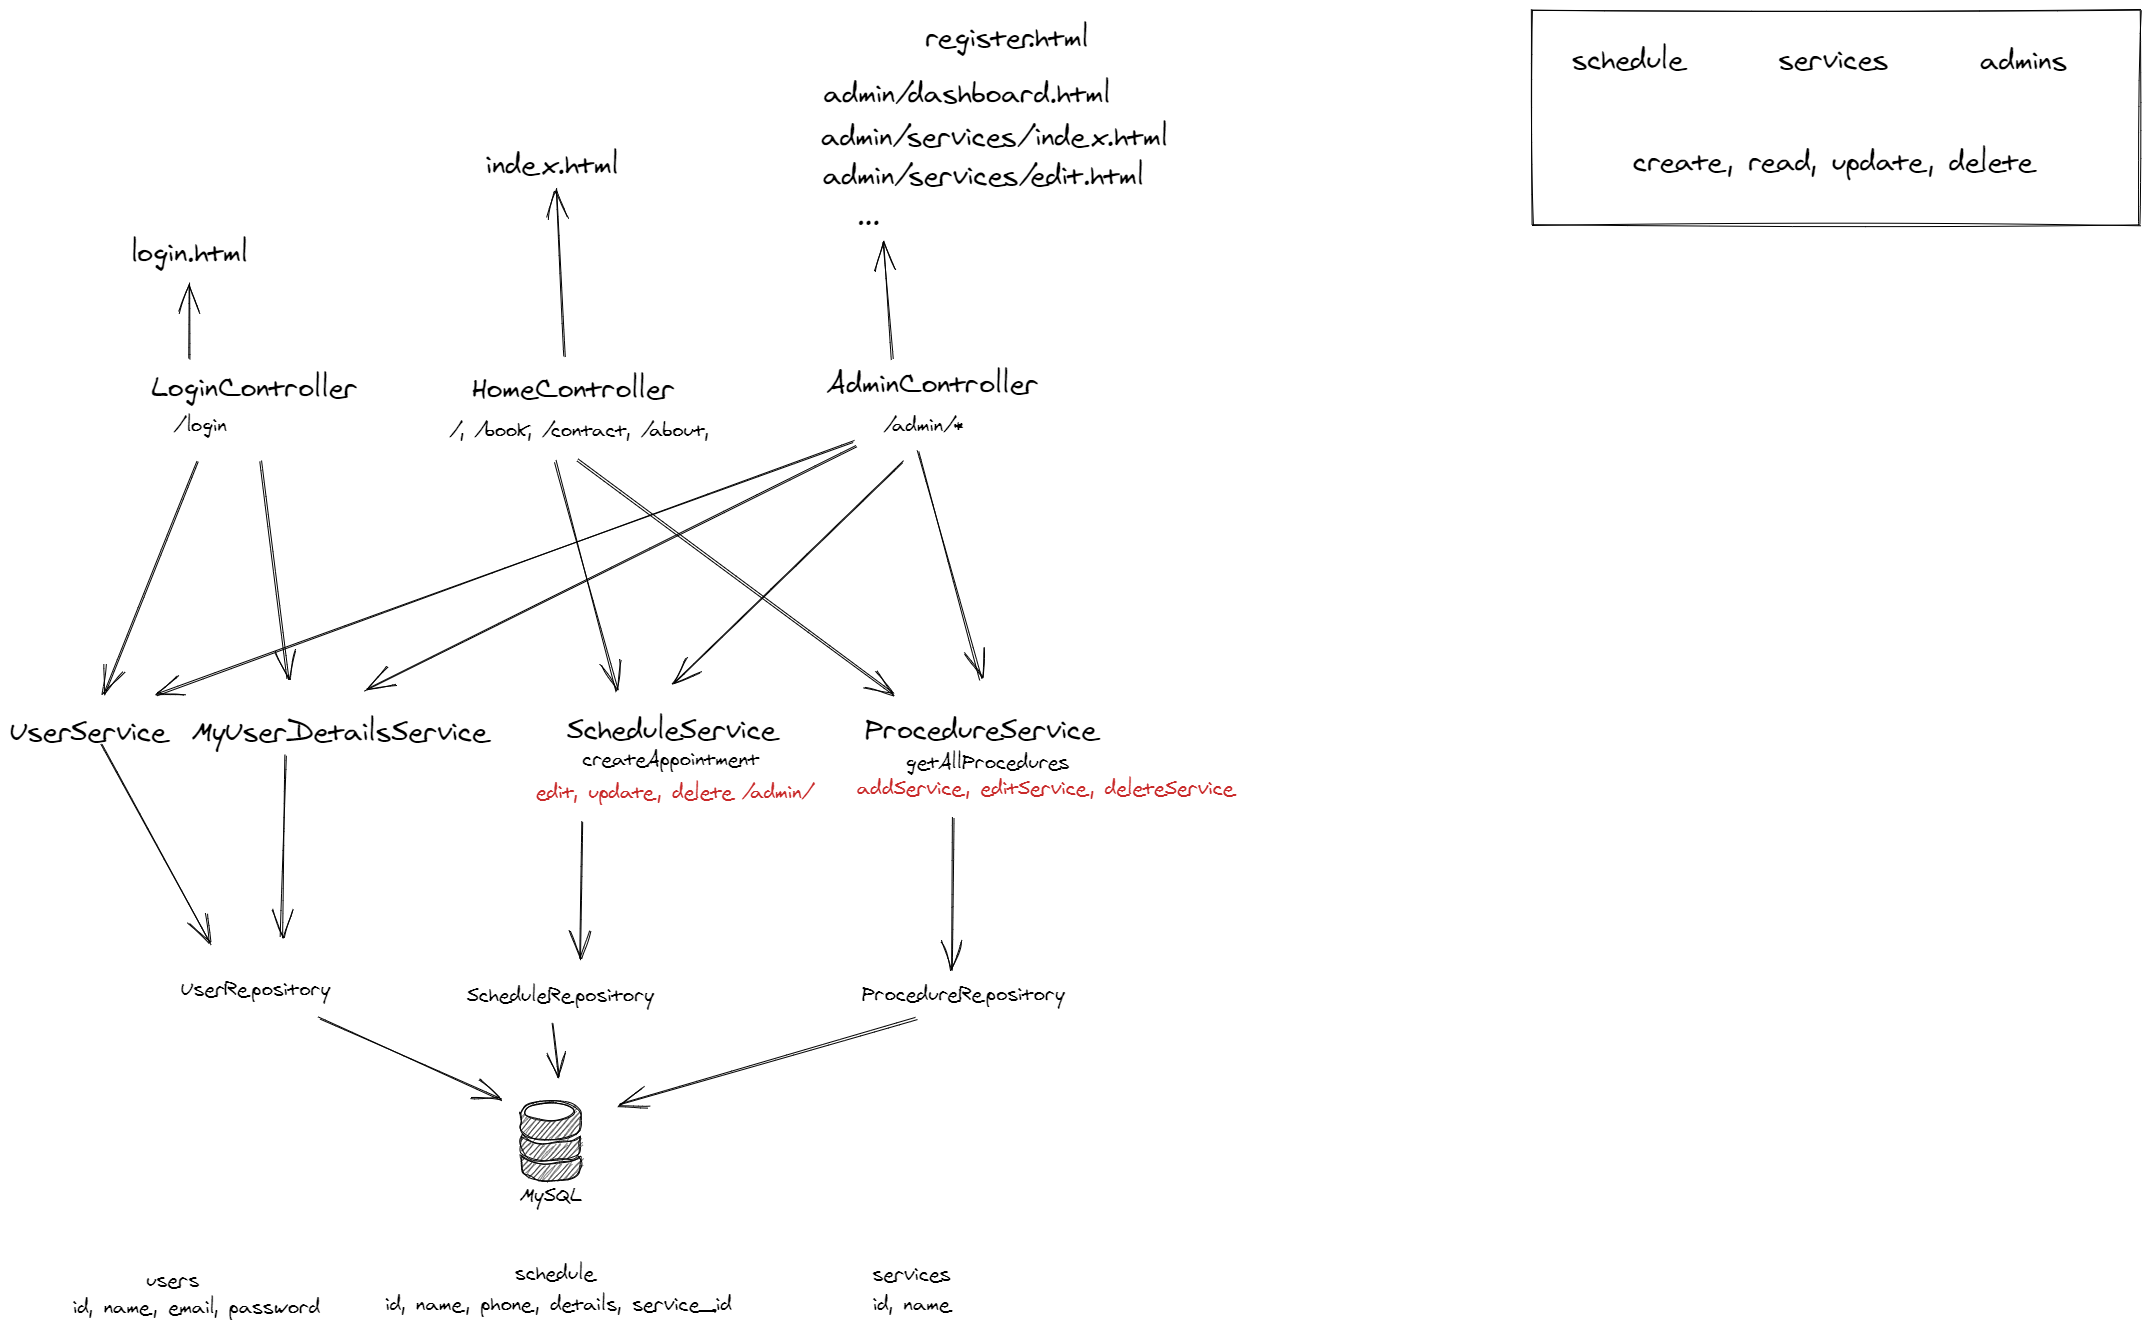 register.html
schedule services admins
admin/dashboard.html
admin/services/index.html
create, read, update, delete
index.html
admin/services/edit.html
...
login.html
LoginController
HomeController
AdminController
/login
/, /book, /contact, /about,
/admin/*
UserService
MyUserDetailsService
ScheduleService
ProcedureService
createAppointment
getAllProcedures
edit, update, delete /admin/
addService, editService, deleteService
UserRepository
ScheduleRepository
ProcedureRepository
MySQL
users
schedule
services
id, name, email, password
id, name, phone, details, service_id
id, name